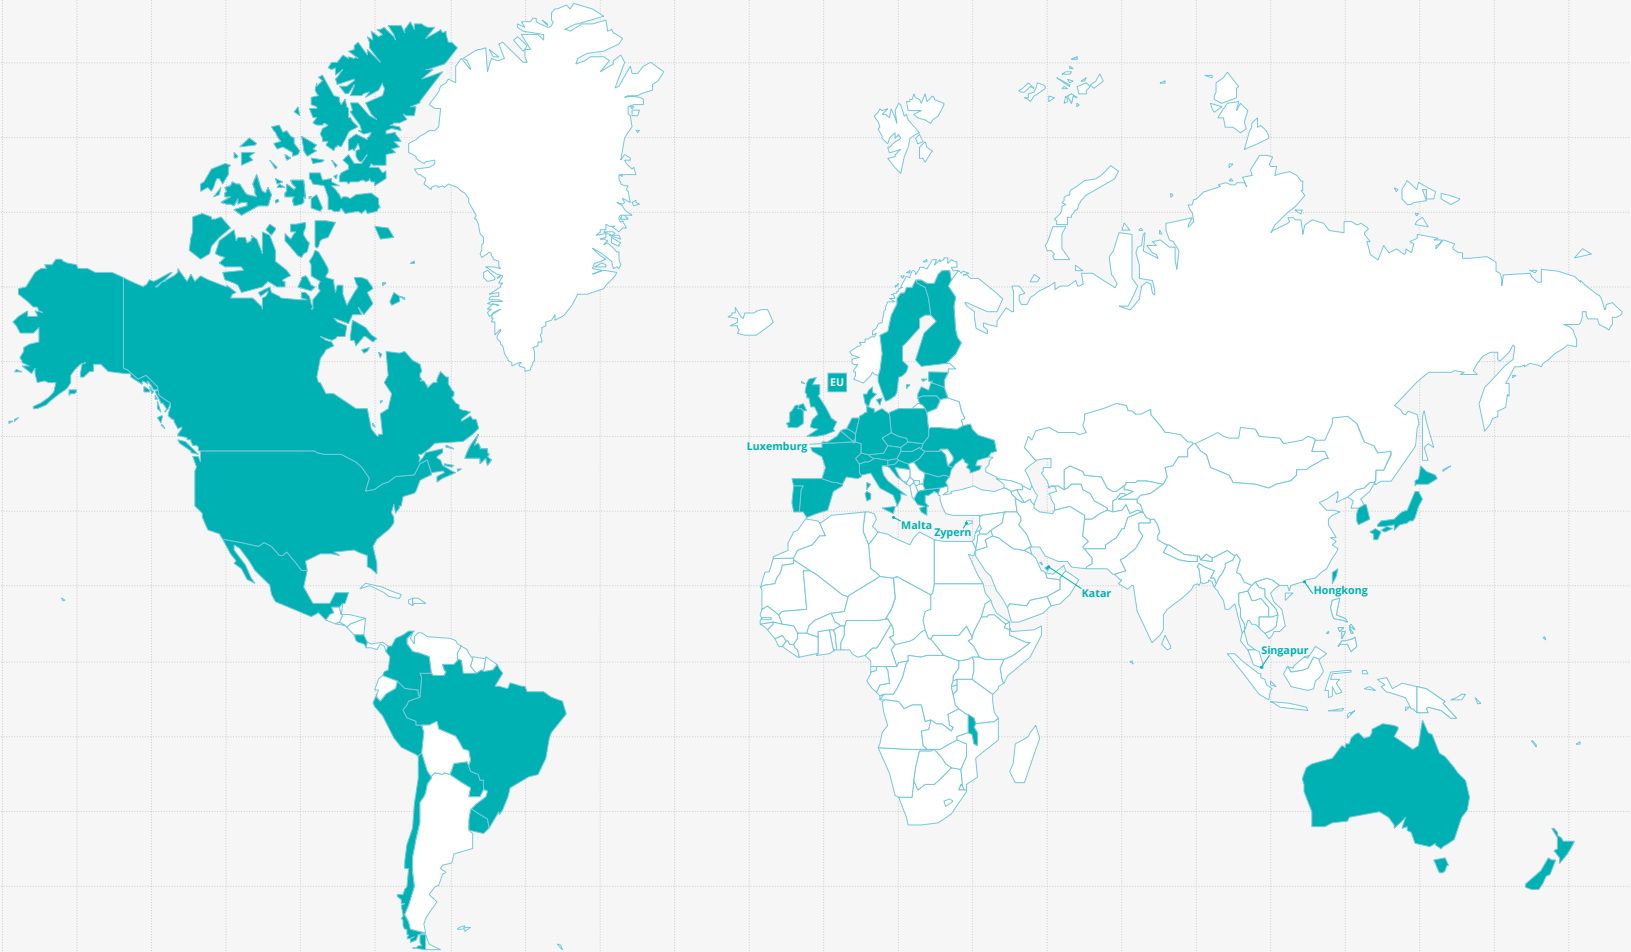 EU
Luxemburg
Malta
Zypern
Katar
Hongkong
Singapur